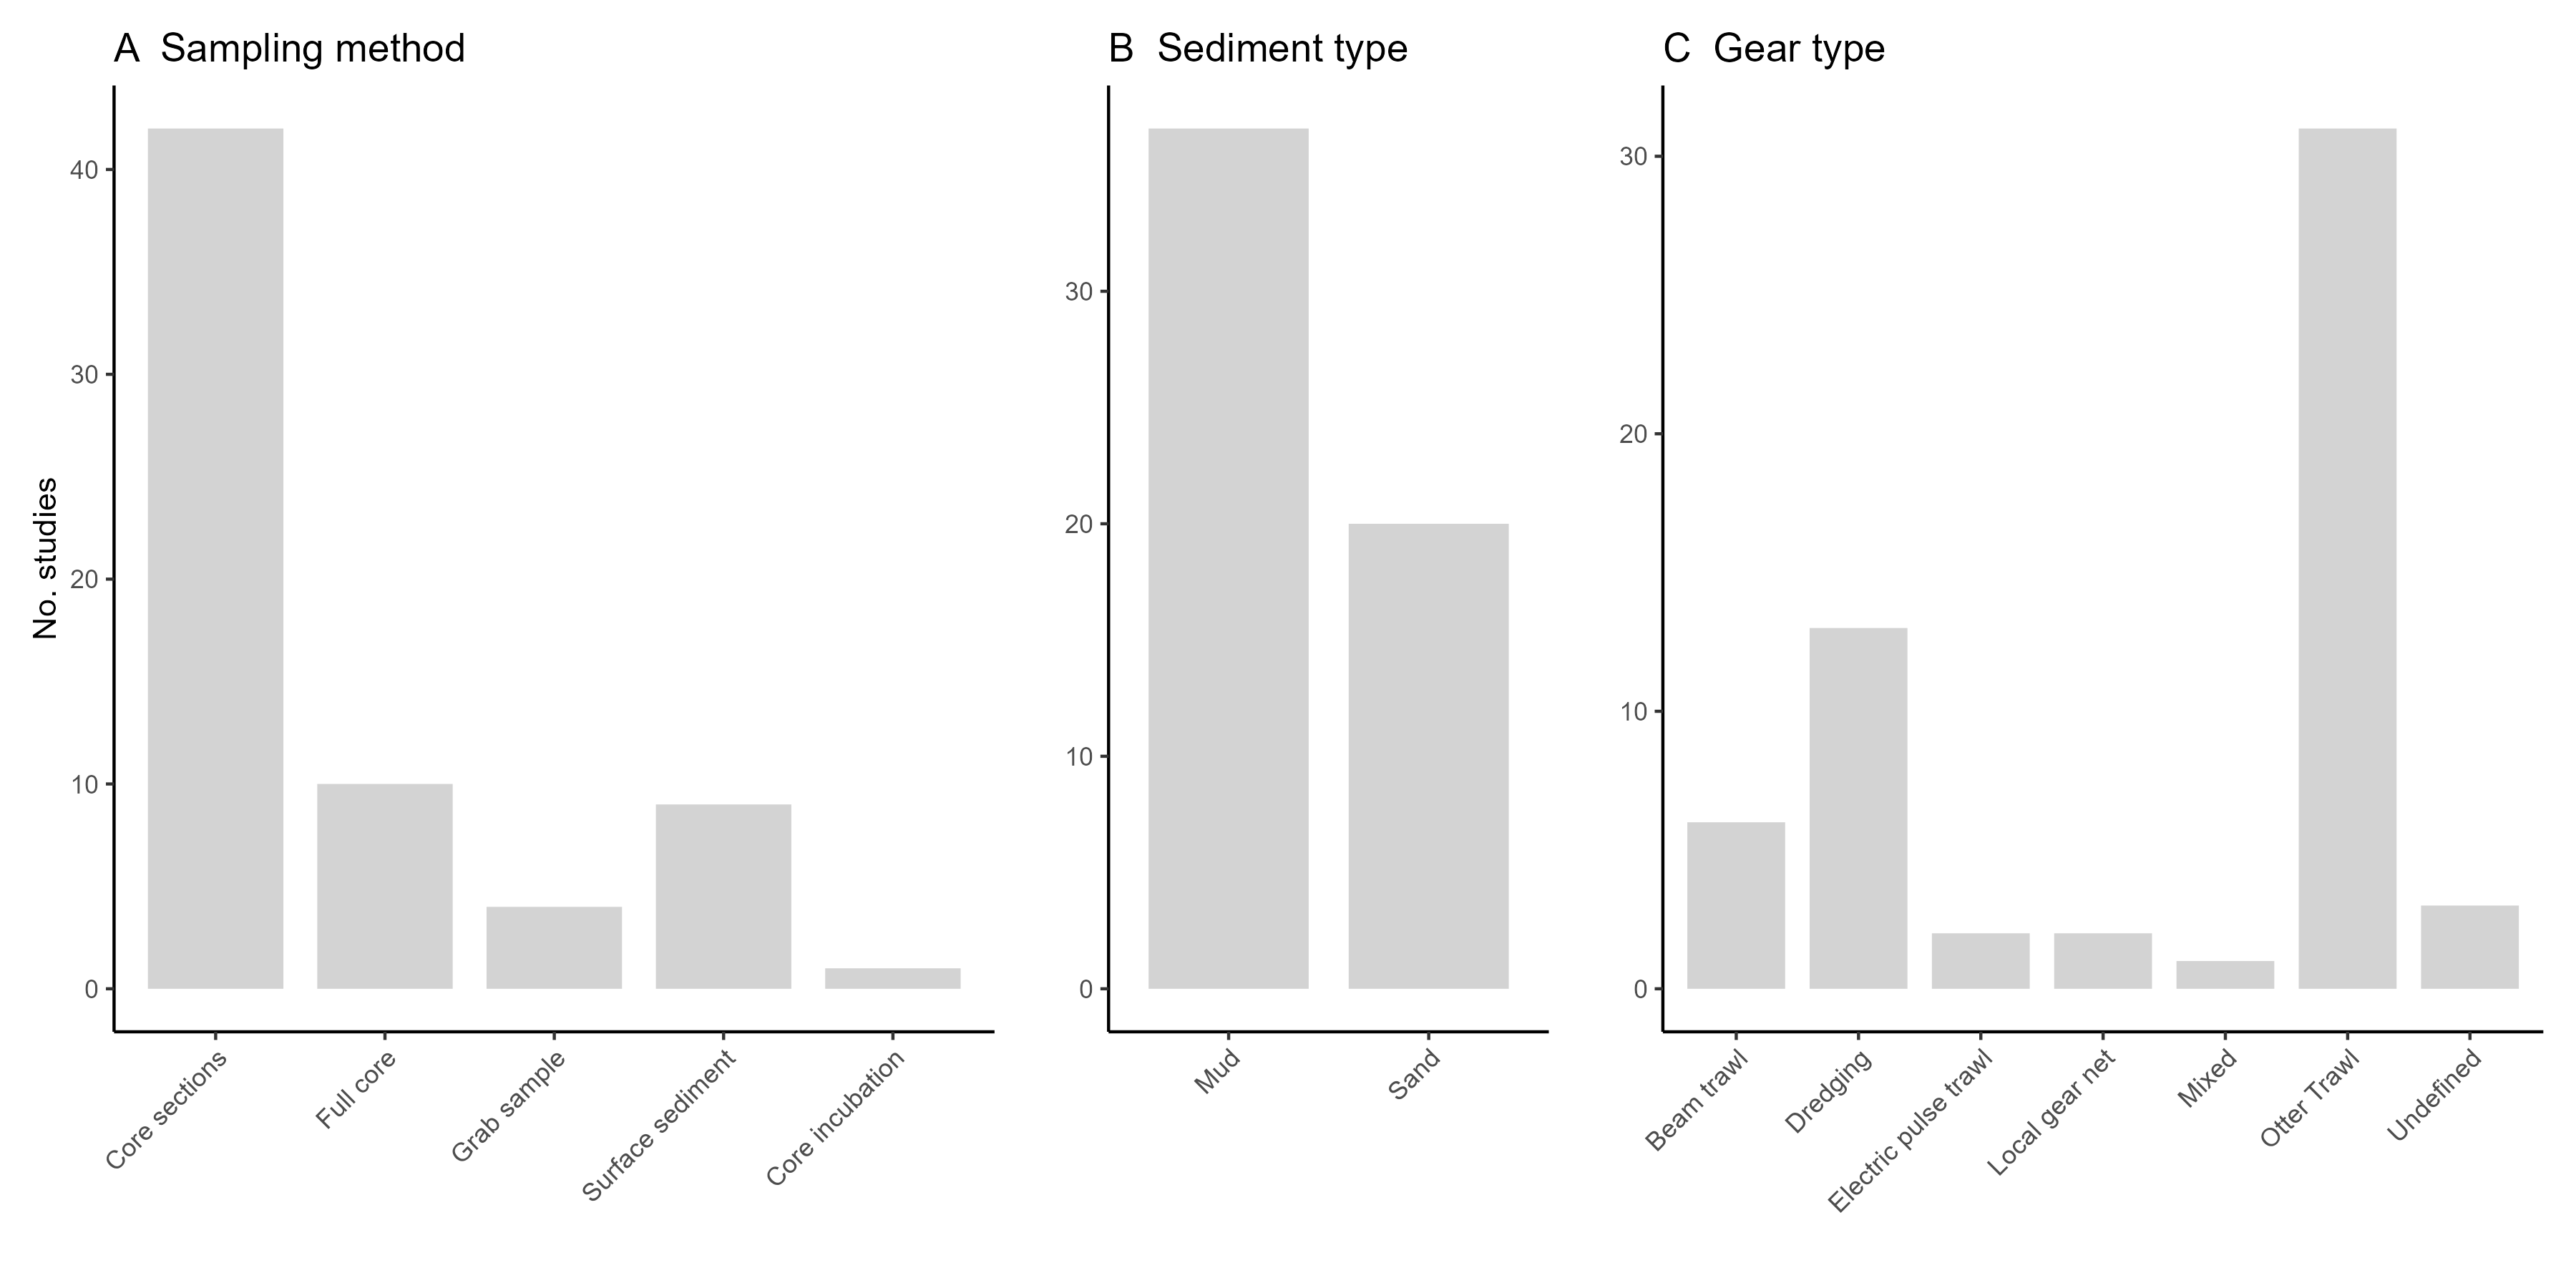 A Sampling method
No. studies
40
30
20
10
0
Core sections
Full core
Grab sample
Surface sediment
Core incubation
B Sediment type
30
20
10
0
Mud
Sand
C Gear type
30
20
10
0
Beam trawl
Dredging
Electric pulse trawl
Local gear net
Mixed
Otter Trawl
Undefined